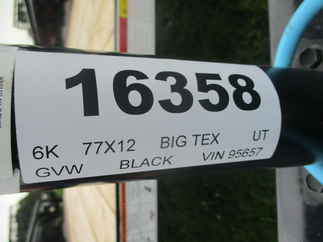 16358
6K 77X12 BIG TEX UT
GVW BLACK VIN 95657